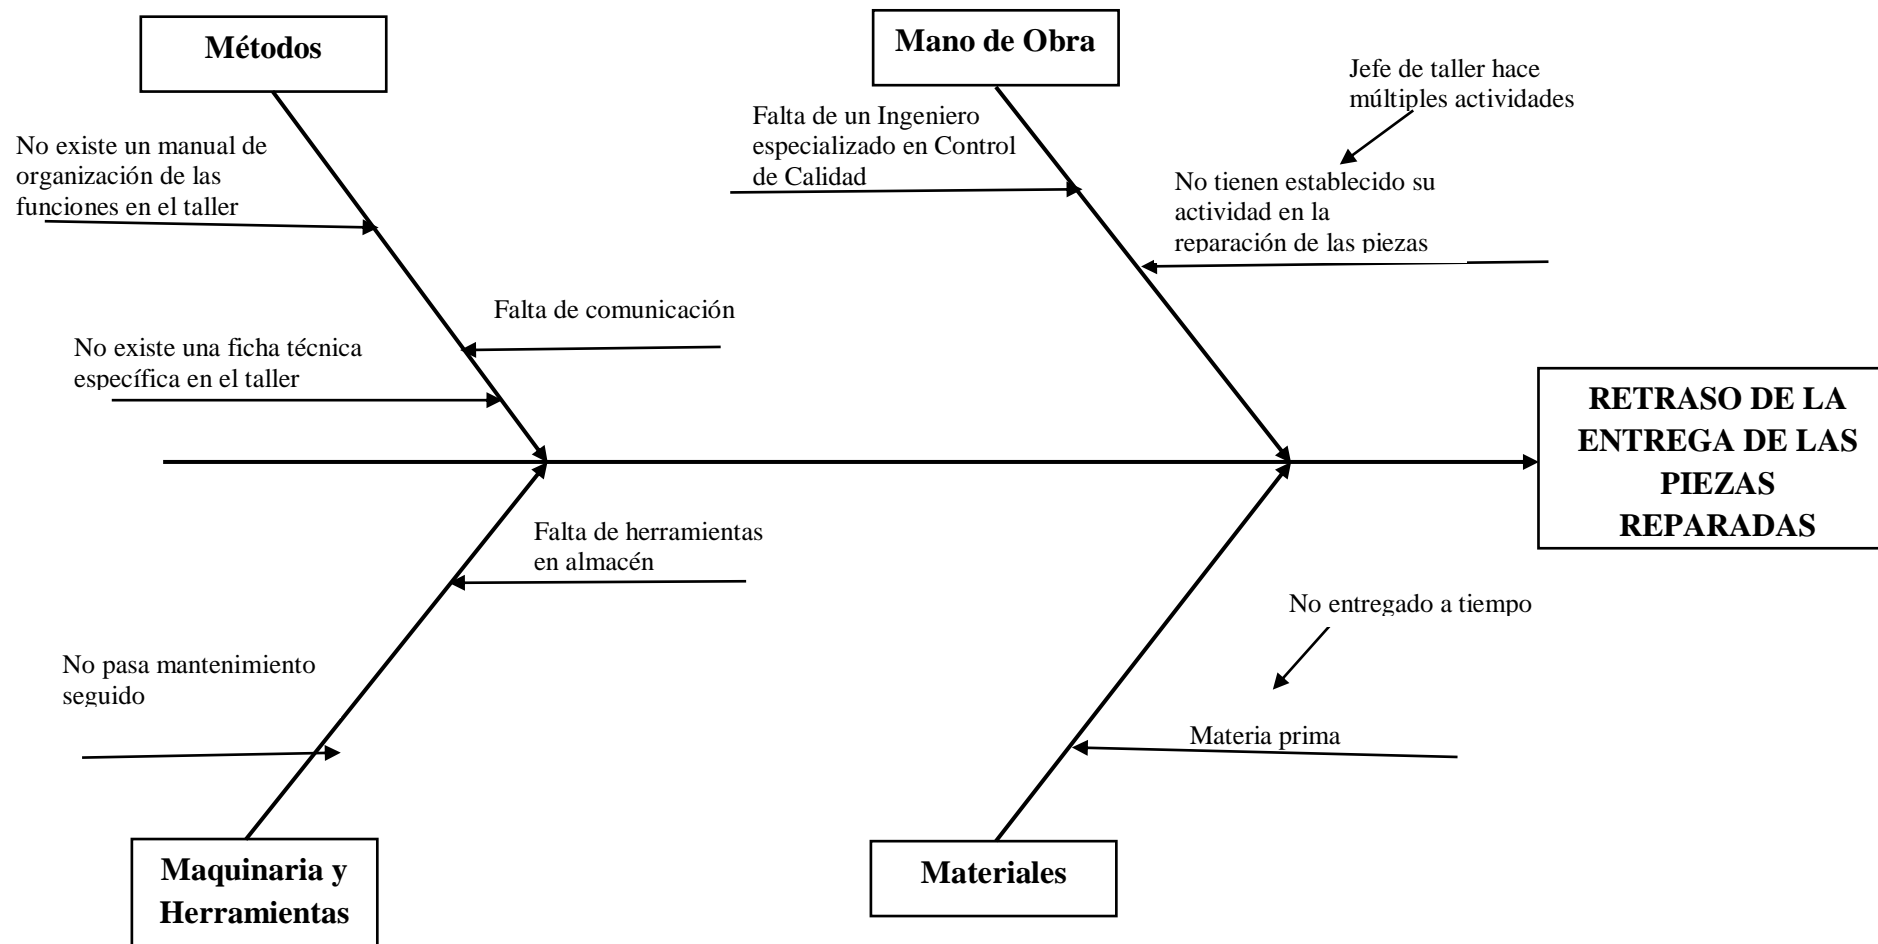 Métodos
Mano de Obra
Jefe de taller hace
múltiples actividades
No existe un manual de
organización de las
funciones en el taller
Falta de un Ingeniero
especializado en Control
de Calidad
No tienen establecido su
actividad en la
reparación de las piezas
Falta de comunicación
No existe una ficha técnica
específica en el taller
RETRASO DE LA
ENTREGA DE LAS
PIEZAS
REPARADAS
Falta de herramientas
en almacén
No entregado a tiempo
No pasa mantenimiento
seguido
Materia prima
Maquinaria y
Herramientas
Materiales